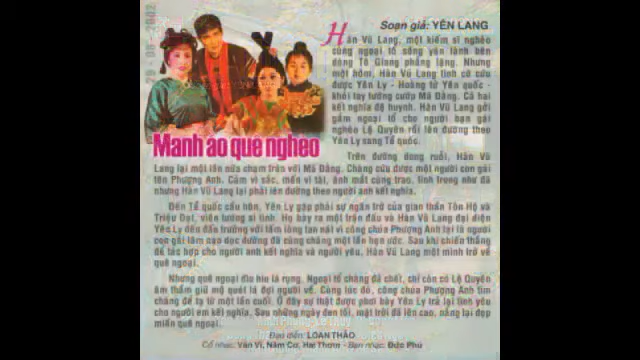 29 - 08 - 2002
Soạn giả: YÊN LANG
Manh áo quê nghèo
Hàn Vũ Lang, một kiếm sĩ nghèo
cùng ngoại tổ sống yên lành bên
dòng Tô Giang phẳng lặng. Nhưng
một hôm, Hàn Vũ Lang tình cờ cứu
được Yên Ly - Hoàng tử Yên quốc -
khỏi tay tướng cướp Mã Đằng. Cả hai
kết nghĩa đệ huynh. Hàn Vũ Lang gởi
gắm ngoại tổ cho người bạn gái
nghèo Lệ Quyên rồi lên đường theo
Yên Ly sang Tề quốc.
Trên đường dong ruổi, Hàn Vũ
Lang lại một lần nữa chạm trán với Mã Đằng. Chàng cứu được một người con gái
tên Phượng Anh. Cảm vì sắc, mến vì tài, ánh mắt cùng trao, tình trong như đã
nhưng Hàn Vũ Lang lại phải lên đường theo người anh kết nghĩa.
Đến Tề quốc cầu hôn, Yên Ly gặp phải sự ngăn trở của gian thần Tôn Hộ và
Triệu Đạt, viên tướng si tình. Họ bày ra một trận đấu và Hàn Vũ Lang đại diện
Yên Ly đến đấu trường với tấm lòng tan nát vì công chúa Phượng Anh lại là người
con gái lâm nạn dọc đường đã cùng chàng một lần hẹn ước. Sau khi chiến thắng
để tác hợp cho người anh kết nghĩa và người yêu, Hàn Vũ Lang một mình trở về
quê ngoại.
Nhưng quê ngoại đìu hiu lá rụng. Ngoại tổ chàng đã chết, chỉ còn có Lệ Quyên
âm thầm giữ mộ quét lá đợi người về. Cùng lúc đó, công chúa Phượng Anh tìm
chàng để tạ từ một lần cuối. Ở đây sự thật được phơi bày Yên Ly trả lại tình yêu
cho người em kết nghĩa. Sau những ngày đen tối, mặt trời đã lên cao, nắng lại đẹp
miền quê ngoại.
Đạo diễn: LOAN THẢO
Cổ nhạc: Văn Vĩ, Năm Cơ, Hai Thơm - Ban nhạc: Đức Phú